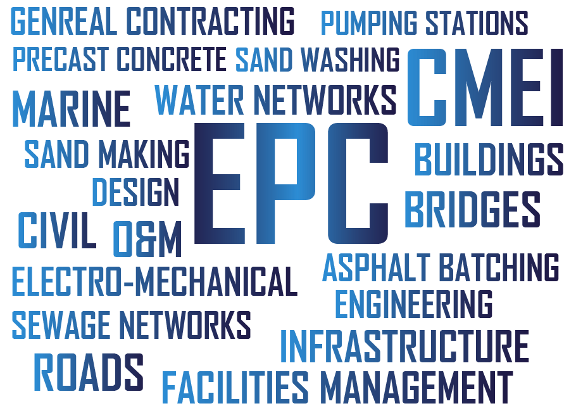 GENREAL CONTRACTING
PUMPING STATIONS
PRECAST CONCRETE
SAND WASHING
CMEI
MARINE
WATER NETWORKS
EPC
SAND MAKING
BUILDINGS
DESIGN
BRIDGES
CIVIL
O&M
ELECTRO-MECHANICAL
ASPHALT BATCHING
ENGINEERING
SEWAGE NETWORKS
INFRASTRUCTURE
ROADS
FACILITIES MANAGEMENT